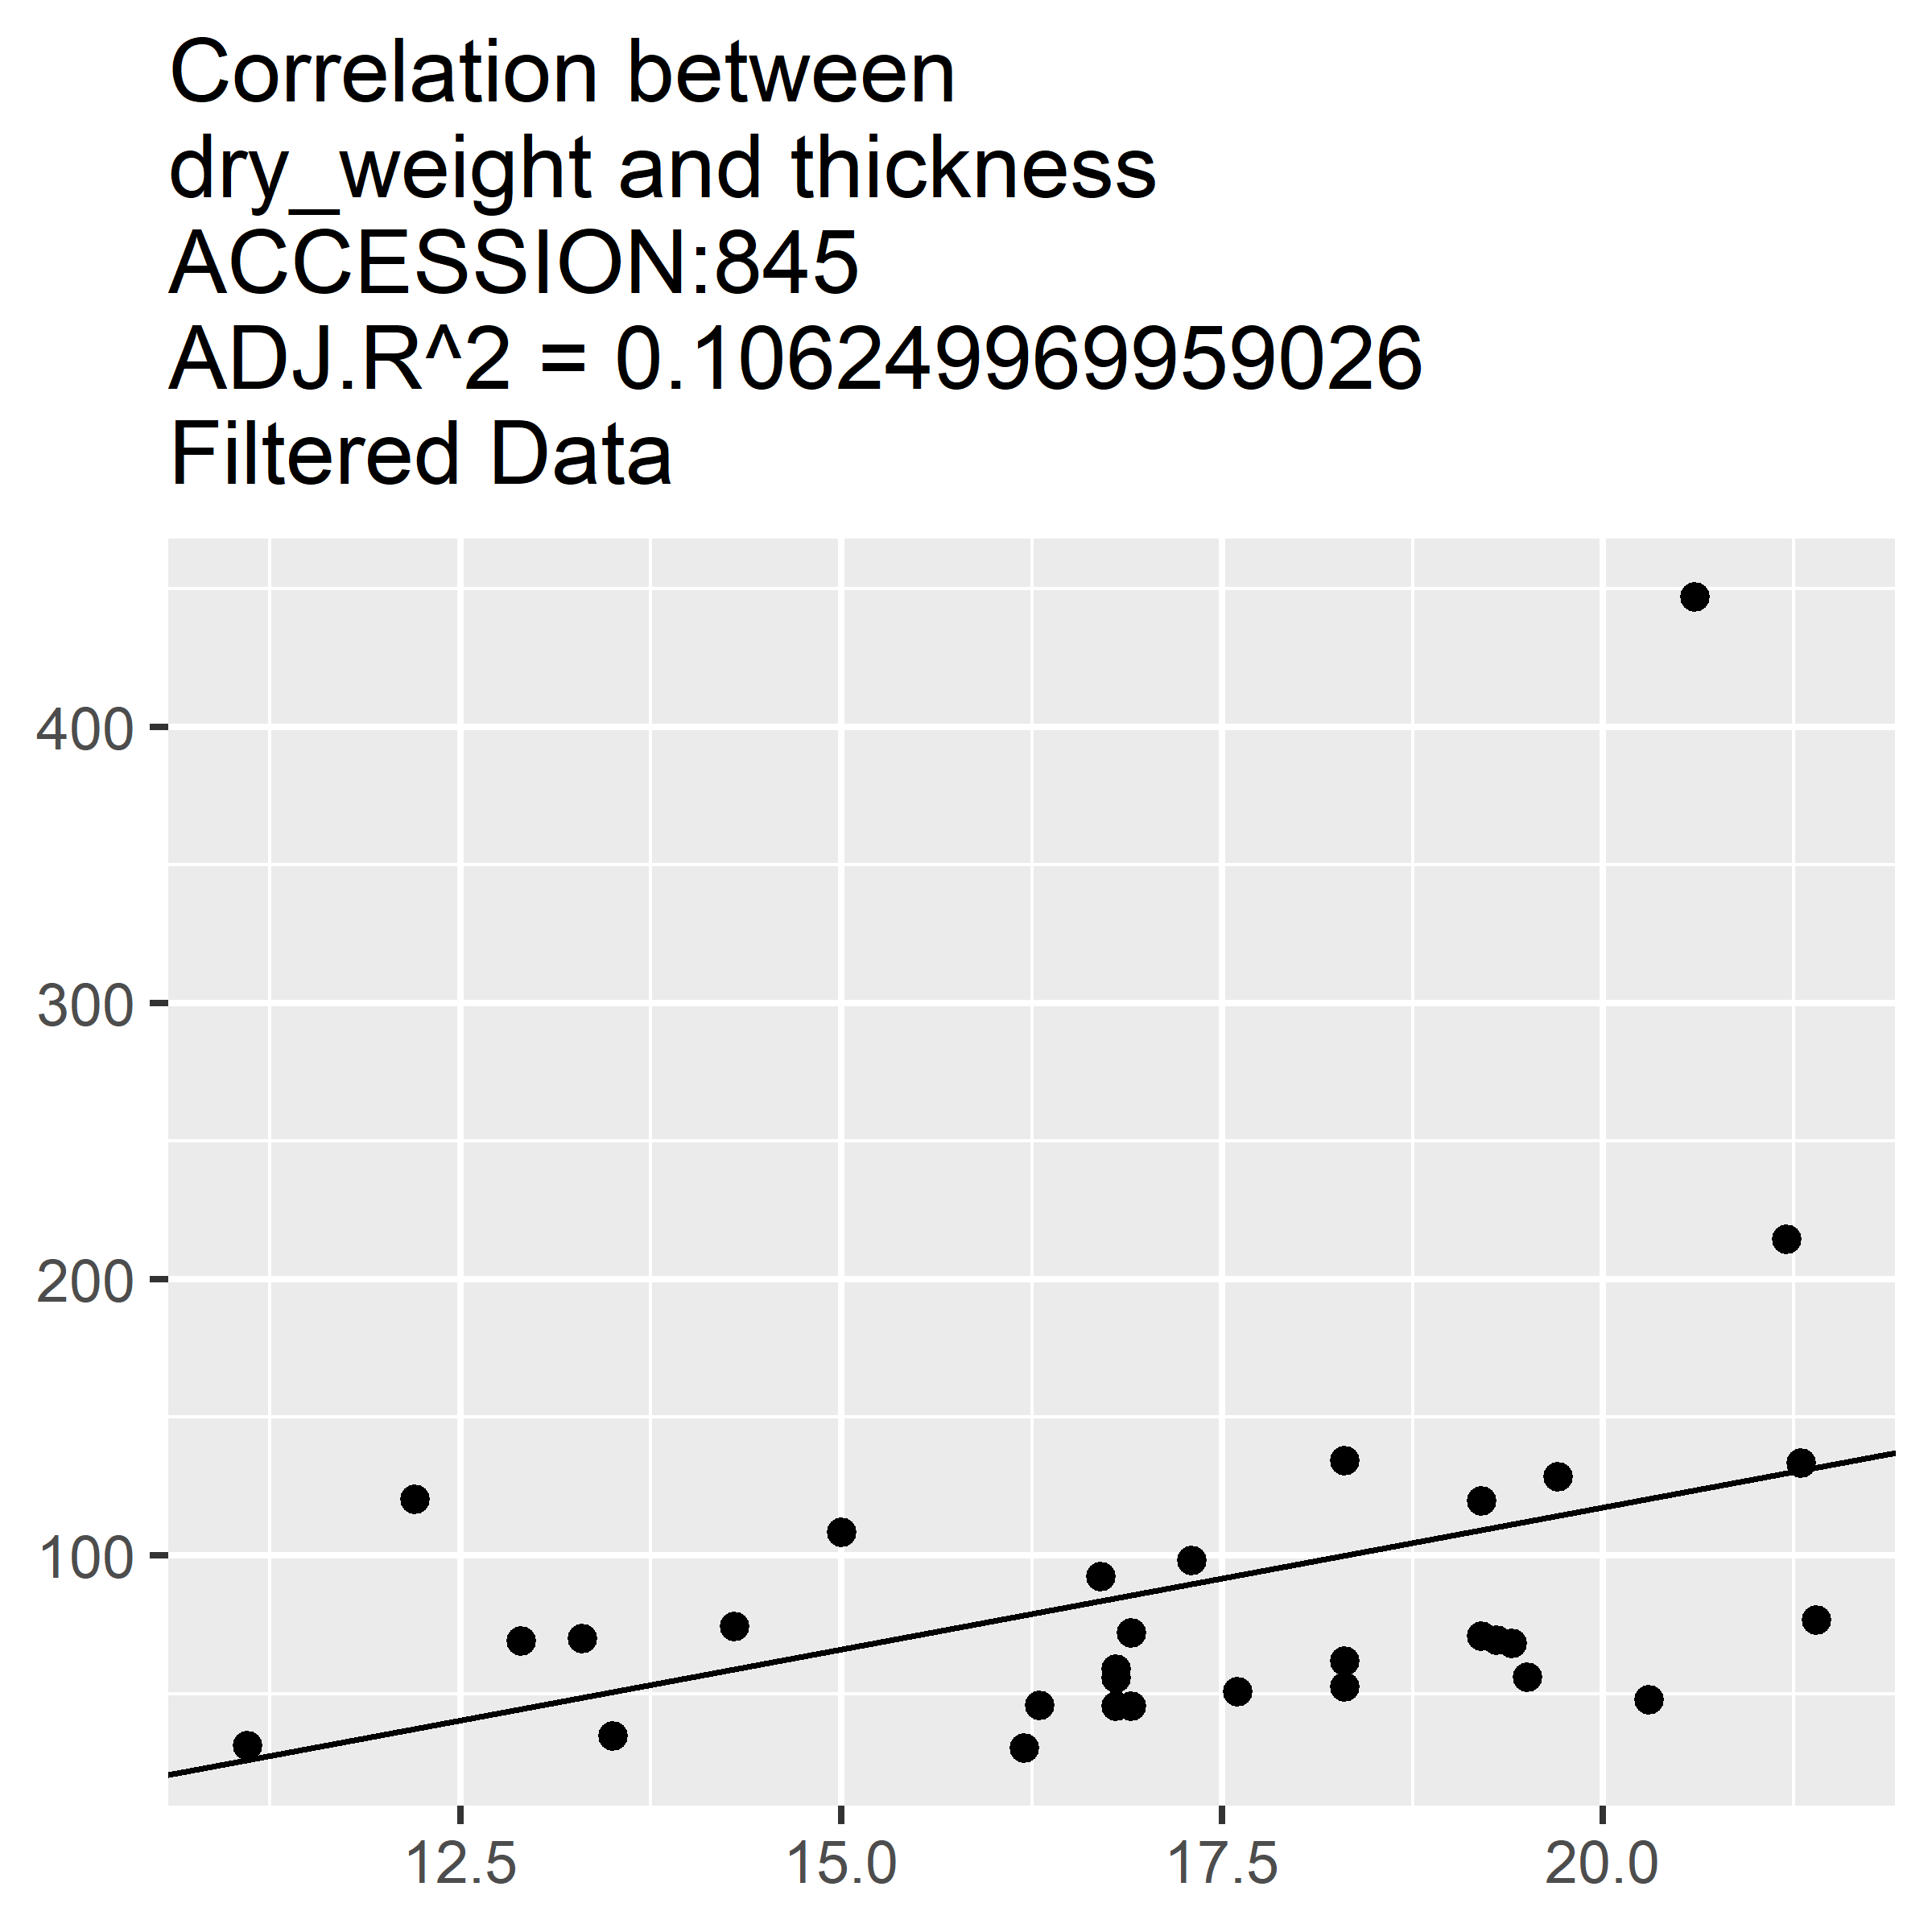 Correlation between
dry_weight and thickness
ACCESSION:845
ADJ.R^2 = 0.106249969959026
Filtered Data
400
300
200
100
12.5 15.0 17.5 20.0